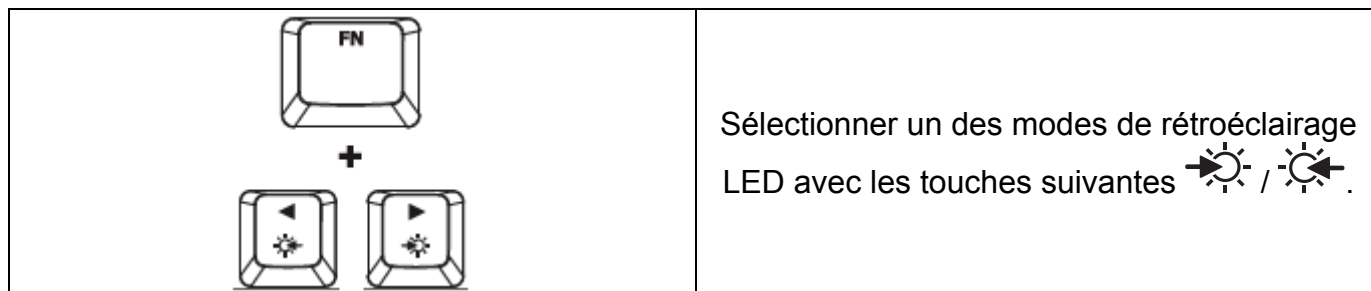 FN
+
◄ ►
Sélectionner un des modes de rétroéclairage
LED avec les touches suivantes / .